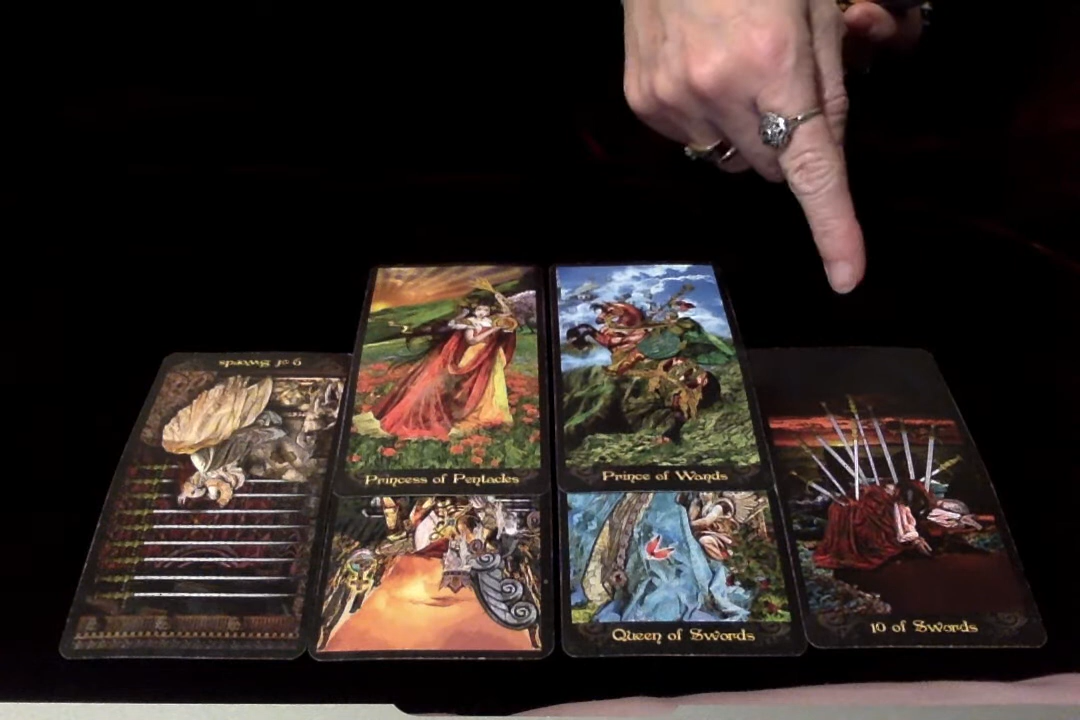 9 of Swords
Princess of Pentacles
Prince of Wands
Queen of Swords
10 of Swords